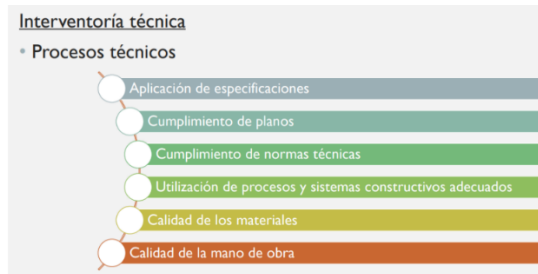 Interventoría técnica
• Procesos técnicos
Aplicación de especificaciones
Cumplimiento de planos
Cumplimiento de normas técnicas
Utilización de procesos y sistemas constructivos adecuados
Calidad de los materiales
Calidad de la mano de obra